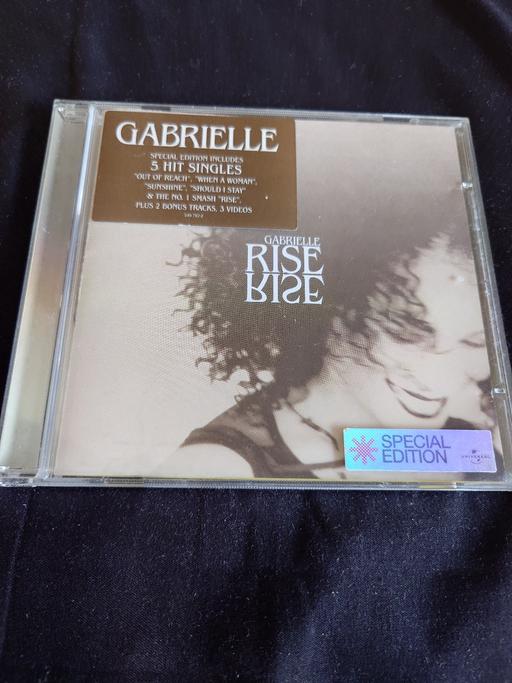 GABRIELLE
SPECIAL EDITION INCLUDES
5 HIT SINGLES
"OUT OF REACH", "WHEN A WOMAN",
"SUNSHINE", "SHOULD I STAY"
& THE NO. 1 SMASH "RISE",
PLUS 2 BONUS TRACKS, 3 VIDEOS
GABRIELLE
RISE
RISE
SPECIAL
EDITION
UNIVERSAL